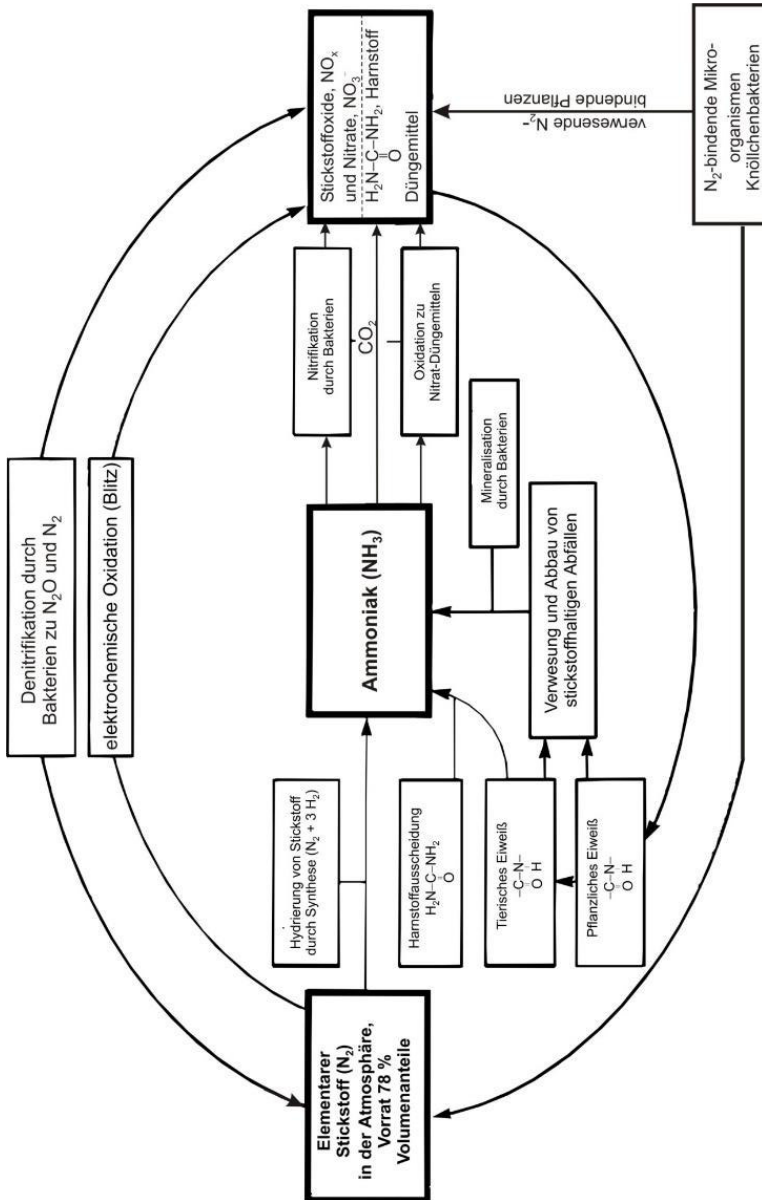 Denitrifikation durch
Bakterien zu N₂O und N₂
elektrochemische Oxidation (Blitz)
Elementarer
Stickstoff (N₂)
in der Atmosphäre,
Vorrat 78 %
Volumenanteile
Hydrierung von Stickstoff
durch Synthese (N₂ + 3 H₂)
Harnstoffausscheidung
H₂N–C–NH₂
O
Tierisches Eiweiß
–C–N–
O H
Pflanzliches Eiweiß
–C–N–
O H
Ammoniak (NH₃)
Verwesung und Abbau von
stickstoffhaltigen Abfällen
Mineralisation
durch Bakterien
Nitrifikation
durch Bakterien
CO₂
Oxidation zu
Nitrat-Düngemitteln
Stickstoffoxide, NOₓ
und Nitrate, NO₃⁻
H₂N–C–NH₂, Harnstoff
O
Düngemittel
verwesende N₂-
bindende Pflanzen
N₂-bindende Mikro-
organismen
Knöllchenbakterien